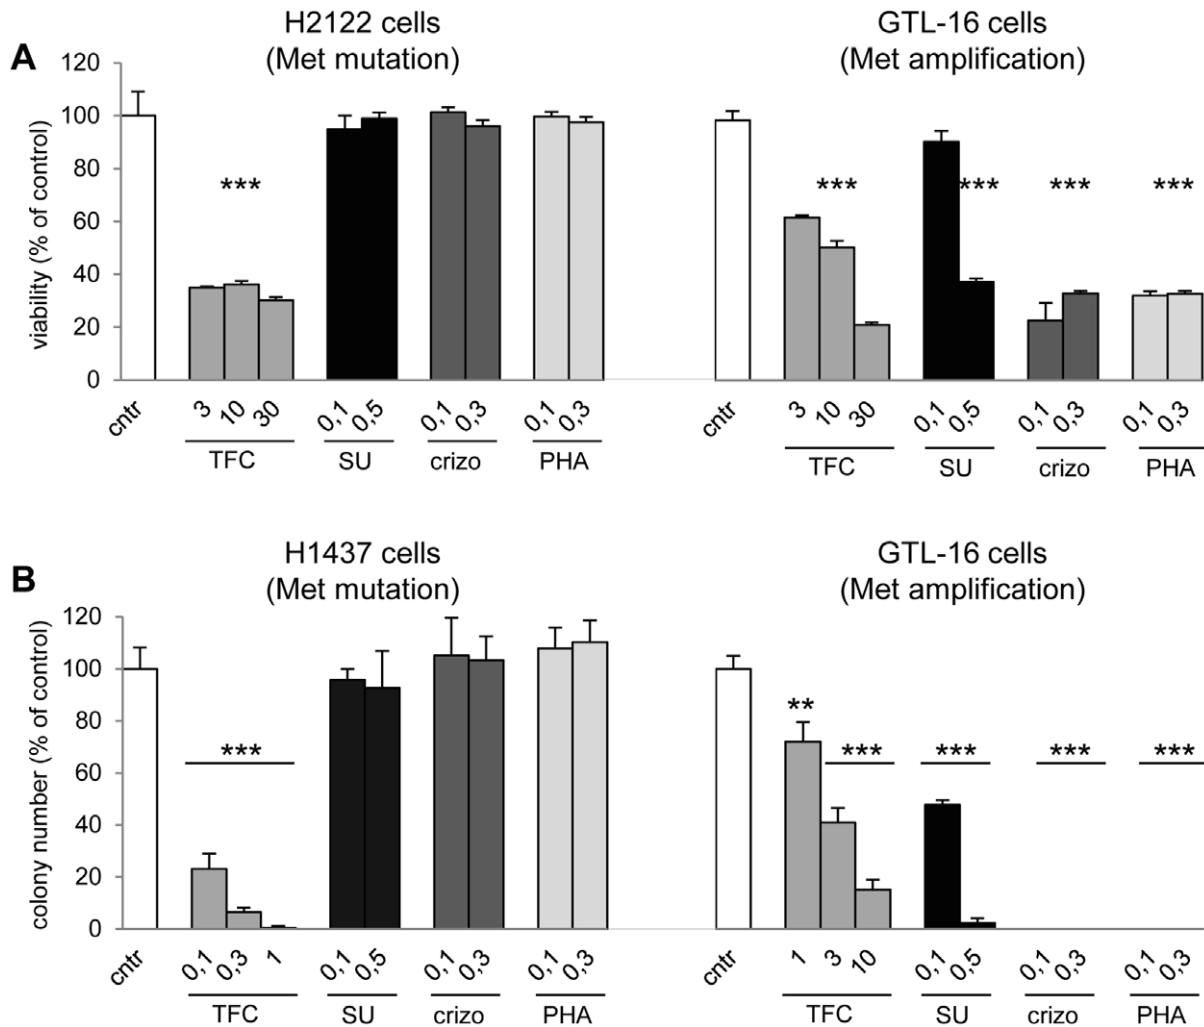 H2122 cells
(Met mutation)
GTL-16 cells
(Met amplification)
A
viability (% of control)
120
100
80
60
40
20
0
***
***
***
***
***
cntr
3
10
30
0,1
0,5
0,1
0,3
0,1
0,3
TFC
SU
crizo
PHA
cntr
3
10
30
0,1
0,5
0,1
0,3
0,1
0,3
TFC
SU
crizo
PHA
H1437 cells
(Met mutation)
GTL-16 cells
(Met amplification)
B
colony number (% of control)
120
100
80
60
40
20
0
***
**
***
***
***
***
cntr
0,1
0,3
1
0,1
0,5
0,1
0,3
0,1
0,3
TFC
SU
crizo
PHA
cntr
1
3
10
0,1
0,5
0,1
0,3
0,1
0,3
TFC
SU
crizo
PHA